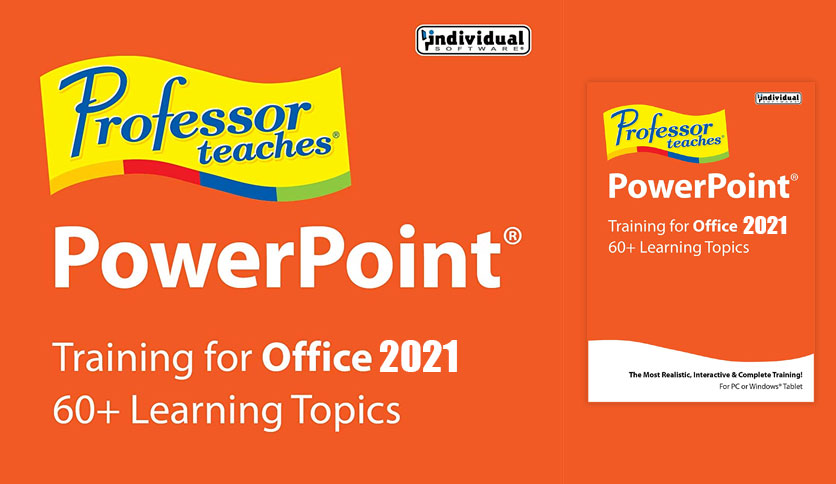 individual
SOFTWARE®
Professor
teaches®
PowerPoint®
Training for Office 2021
60+ Learning Topics
individual
SOFTWARE®
Professor
teaches®
PowerPoint®
Training for Office 2021
60+ Learning Topics
The Most Realistic, Interactive & Complete Training!
For PC or Windows® Tablet